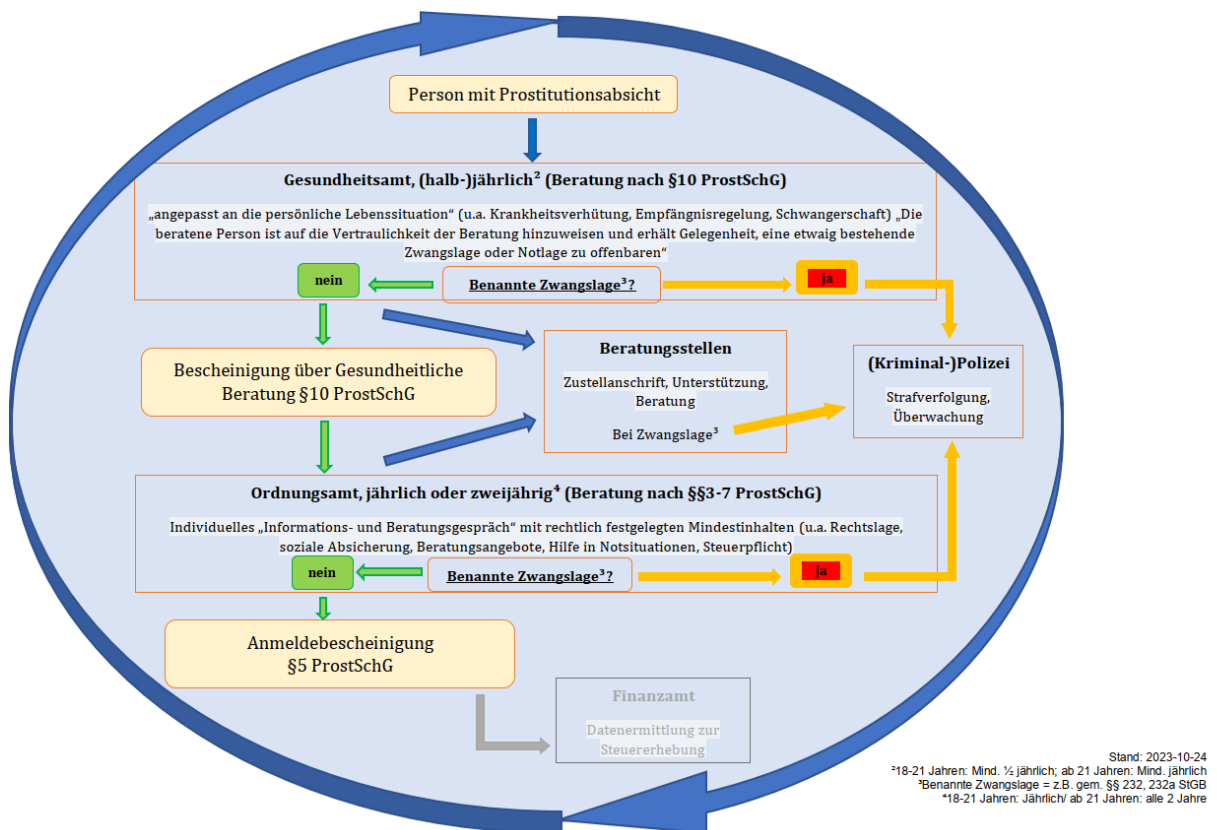 Person mit Prostitutionsabsicht
Gesundheitsamt, (halb-)jährlich² (Beratung nach §10 ProstSchG)
„angepasst an die persönliche Lebenssituation“ (u.a. Krankheitsverhütung, Empfängnisregelung, Schwangerschaft) „Die
beratene Person ist auf die Vertraulichkeit der Beratung hinzuweisen und erhält Gelegenheit, eine etwaig bestehende
Zwangslage oder Notlage zu offenbaren“
nein
Benannte Zwangslage³?
ja
Bescheinigung über Gesundheitliche
Beratung §10 ProstSchG
Beratungsstellen
Zustellanschrift, Unterstützung,
Beratung
Bei Zwangslage³
(Kriminal-)Polizei
Strafverfolgung,
Überwachung
Ordnungsamt, jährlich oder zweijährig⁴ (Beratung nach §§3-7 ProstSchG)
Individuelles „Informations- und Beratungsgespräch“ mit rechtlich festgelegten Mindestinhalten (u.a. Rechtslage,
soziale Absicherung, Beratungsangebote, Hilfe in Notsituationen, Steuerpflicht)
nein
Benannte Zwangslage³?
ja
Anmeldebescheinigung
§5 ProstSchG
Finanzamt
Datenermittlung zur
Steuererhebung
Stand: 2023-10-24
²18-21 Jahren: Mind. ½ jährlich; ab 21 Jahren: Mind. jährlich
³Benannte Zwangslage = z.B. gem. §§ 232, 232a StGB
⁴18-21 Jahren: Jährlich/ ab 21 Jahren: alle 2 Jahre